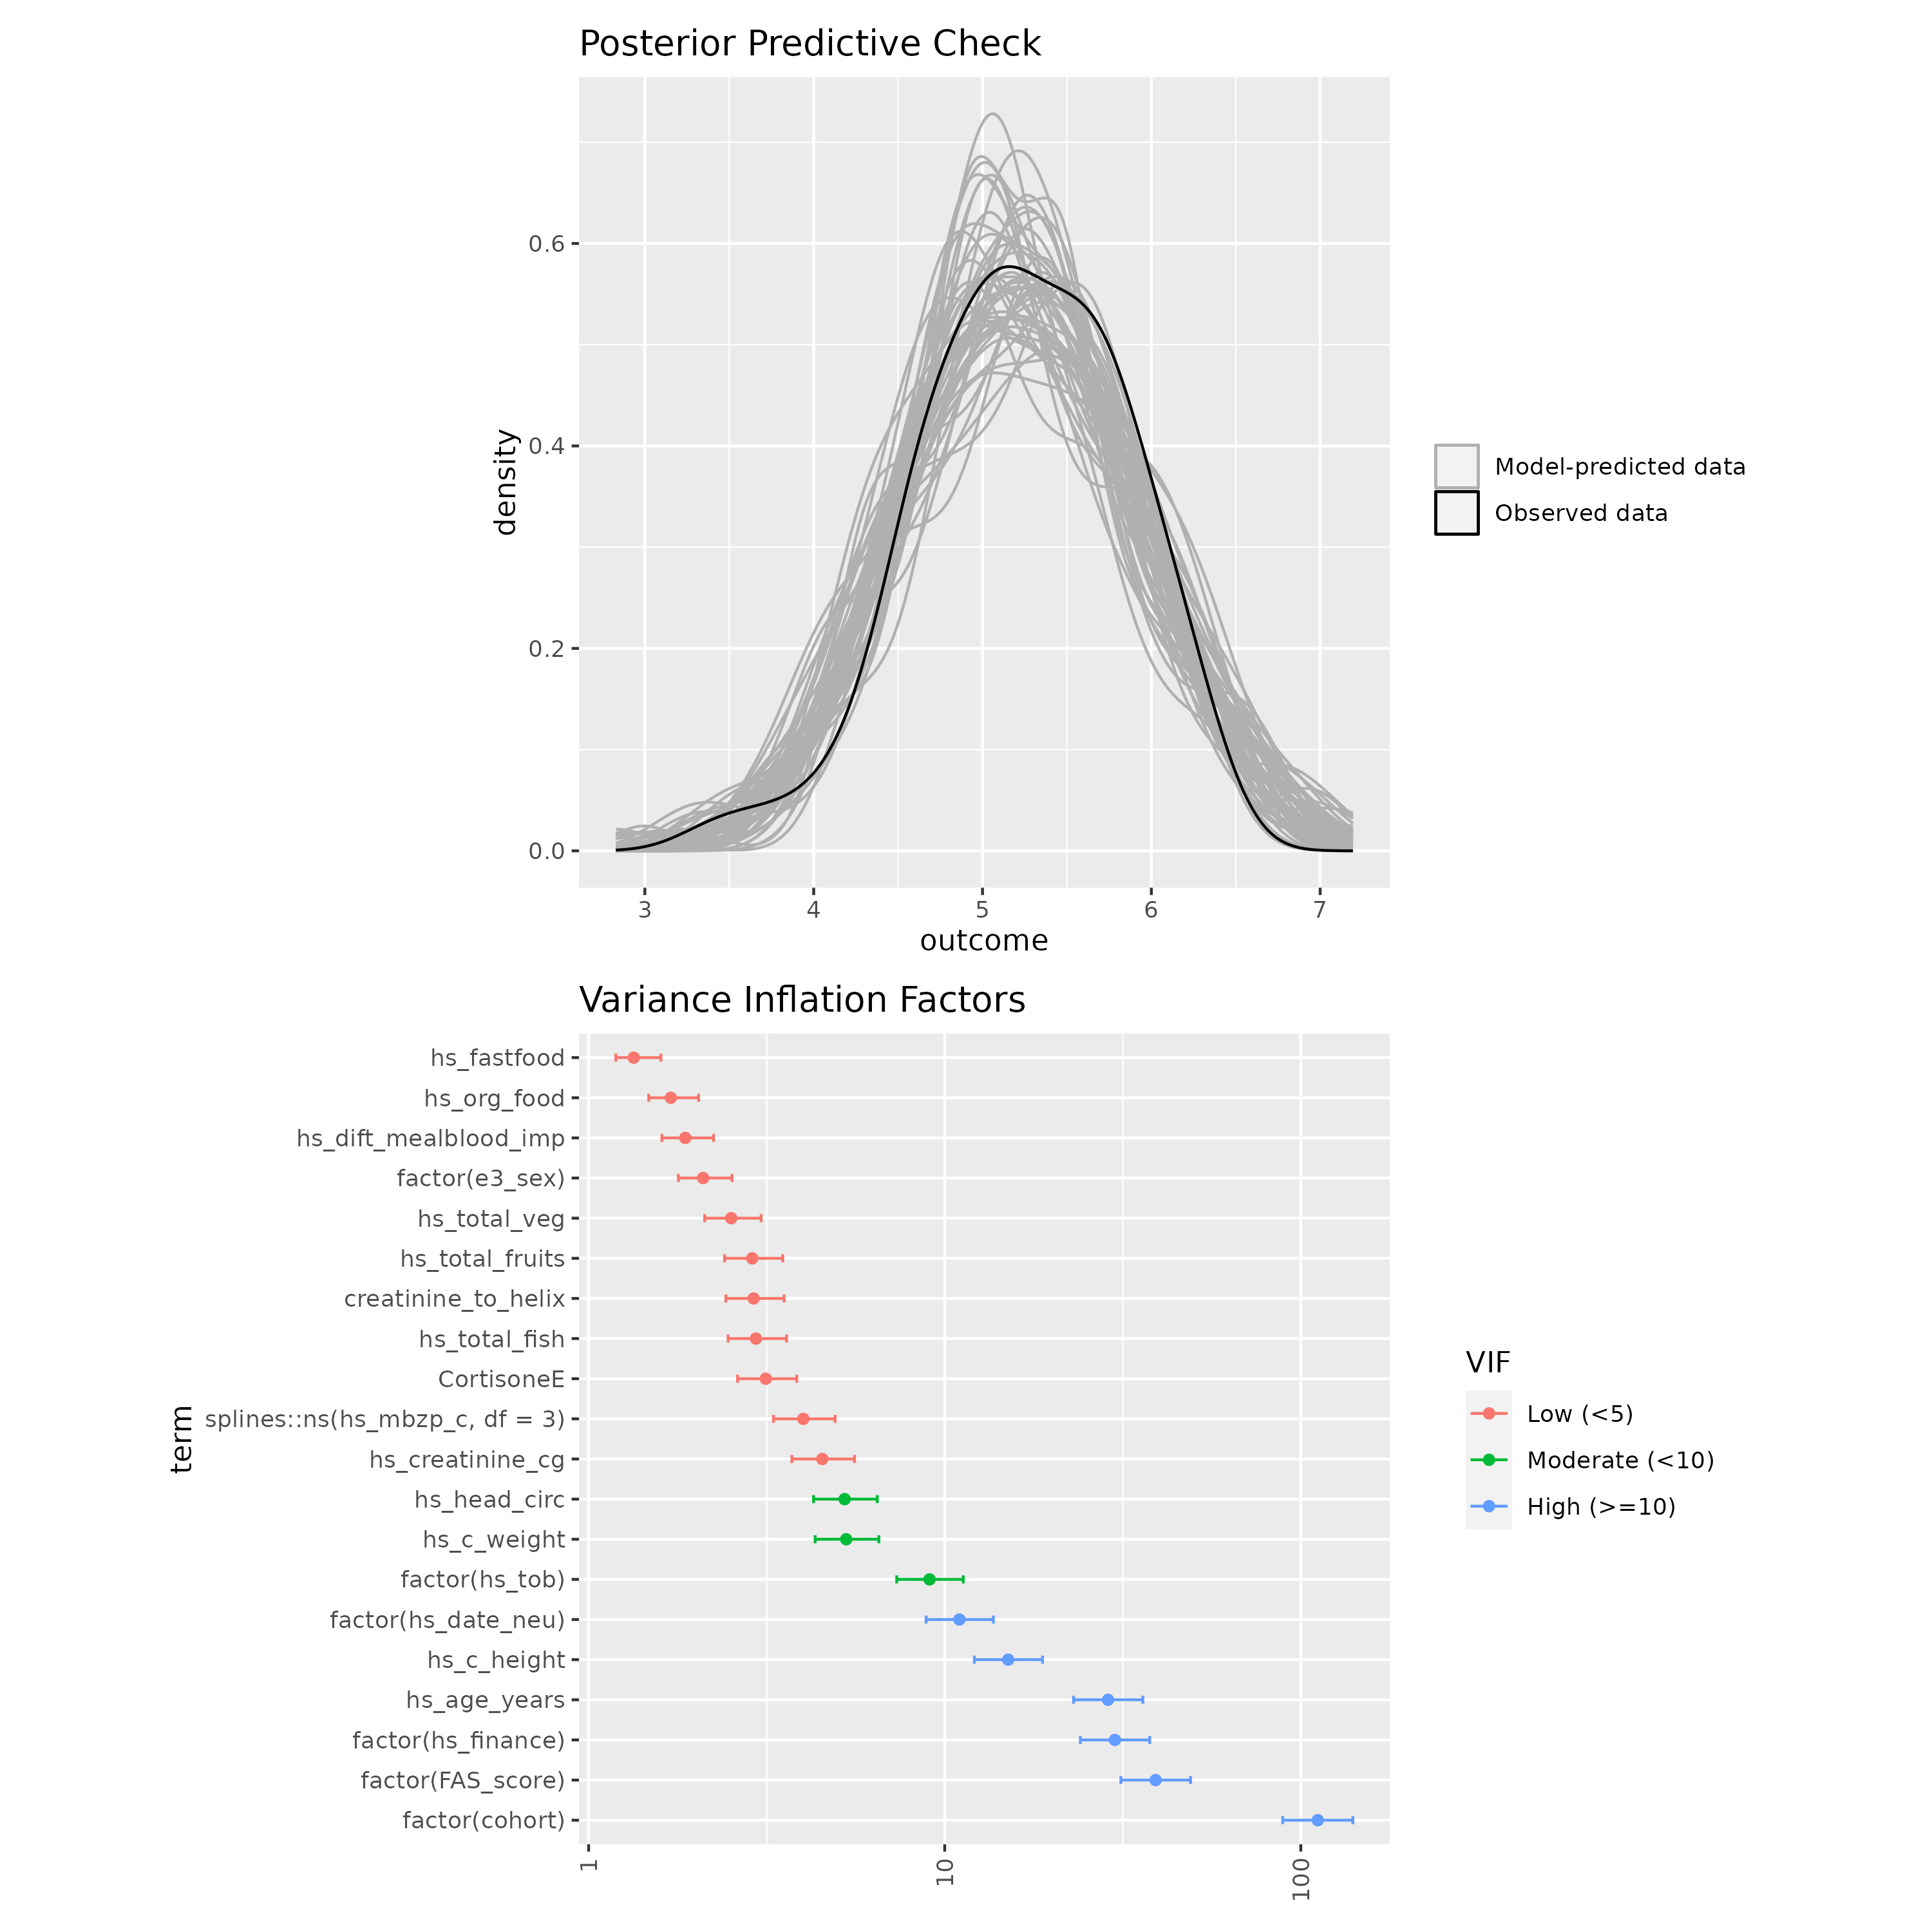 Posterior Predictive Check
density
0.6
0.4
0.2
0.0
3 4 5 6 7
outcome
Model-predicted data
Observed data
Variance Inflation Factors
term
hs_fastfood
hs_org_food
hs_dift_mealblood_imp
factor(e3_sex)
hs_total_veg
hs_total_fruits
creatinine_to_helix
hs_total_fish
CortisoneE
splines::ns(hs_mbzp_c, df = 3)
hs_creatinine_cg
hs_head_circ
hs_c_weight
factor(hs_tob)
factor(hs_date_neu)
hs_c_height
hs_age_years
factor(hs_finance)
factor(FAS_score)
factor(cohort)
1 10 100
VIF
Low (<5)
Moderate (<10)
High (>=10)